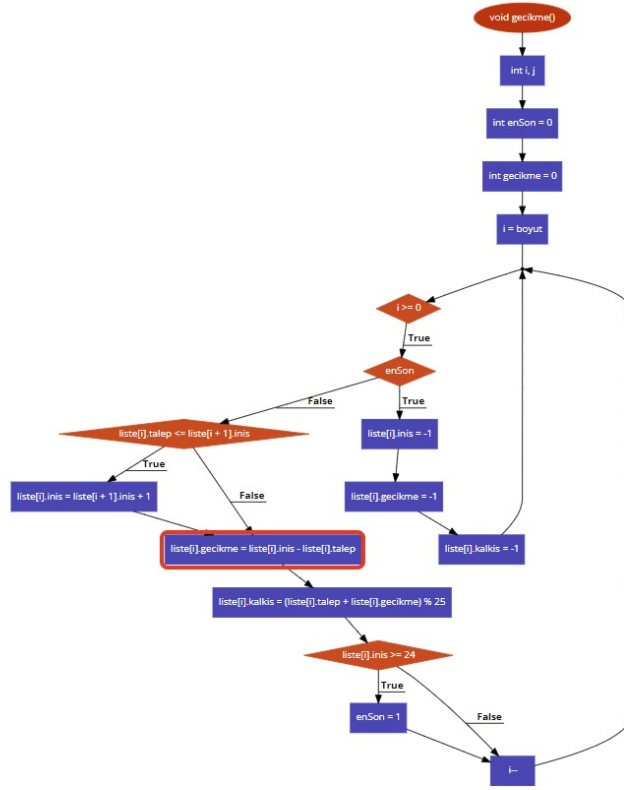 void gecikme()
int i, j
int enSon = 0
int gecikme = 0
i = boyut
i >= 0
True
enSon
False
True
liste[i].talep <= liste[i + 1].inis
liste[i].inis = -1
True
liste[i].inis = liste[i + 1].inis + 1
False
liste[i].gecikme = -1
liste[i].gecikme = liste[i].inis - liste[i].talep
liste[i].kalkis = -1
liste[i].kalkis = (liste[i].talep + liste[i].gecikme) % 25
liste[i].inis >= 24
True
enSon = 1
False
i--